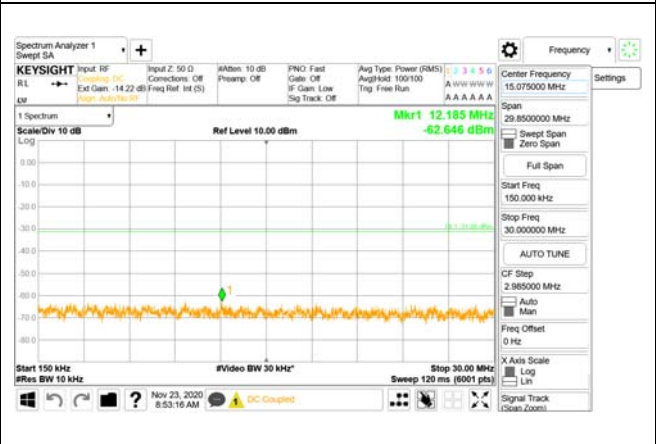 Spectrum Analyzer 1
Swept SA
+
Frequency
KEYSIGHT
RL
Input: RF
Coupling: DC
Ext Gain: -14.22 dB
Align: Auto/No RF
Input Z: 50 Ω
Corrections: Off
Freq Ref: Int (S)
#Atten: 10 dB
Preamp: Off
PNO: Fast
Gate: Off
IF Gain: Low
Sig Track: Off
Avg Type: Power (RMS)
Avg|Hold: 100/100
Trig: Free Run
1 2 3 4 5 6
A W W W W W
A A A A A A
Center Frequency
15.075000 MHz
Settings
Span
29.8500000 MHz
Swept Span
Zero Span
Full Span
Start Freq
150.000 kHz
Stop Freq
30.000000 MHz
AUTO TUNE
CF Step
2.985000 MHz
Auto
Man
Freq Offset
0 Hz
X Axis Scale
Log
Lin
Signal Track
(Span Zoom)
1 Spectrum
Scale/Div 10 dB
Log
Ref Level 10.00 dBm
Mkr1 12.185 MHz
-62.646 dBm
0.00
-10.0
-20.0
-30.0
-40.0
-50.0
-60.0
-70.0
-80.0
1
Start 150 kHz
#Res BW 10 kHz
#Video BW 30 kHz*
Stop 30.00 MHz
Sweep 120 ms (6001 pts)
?
Nov 23, 2020
8:53:16 AM
1
DC Coupled